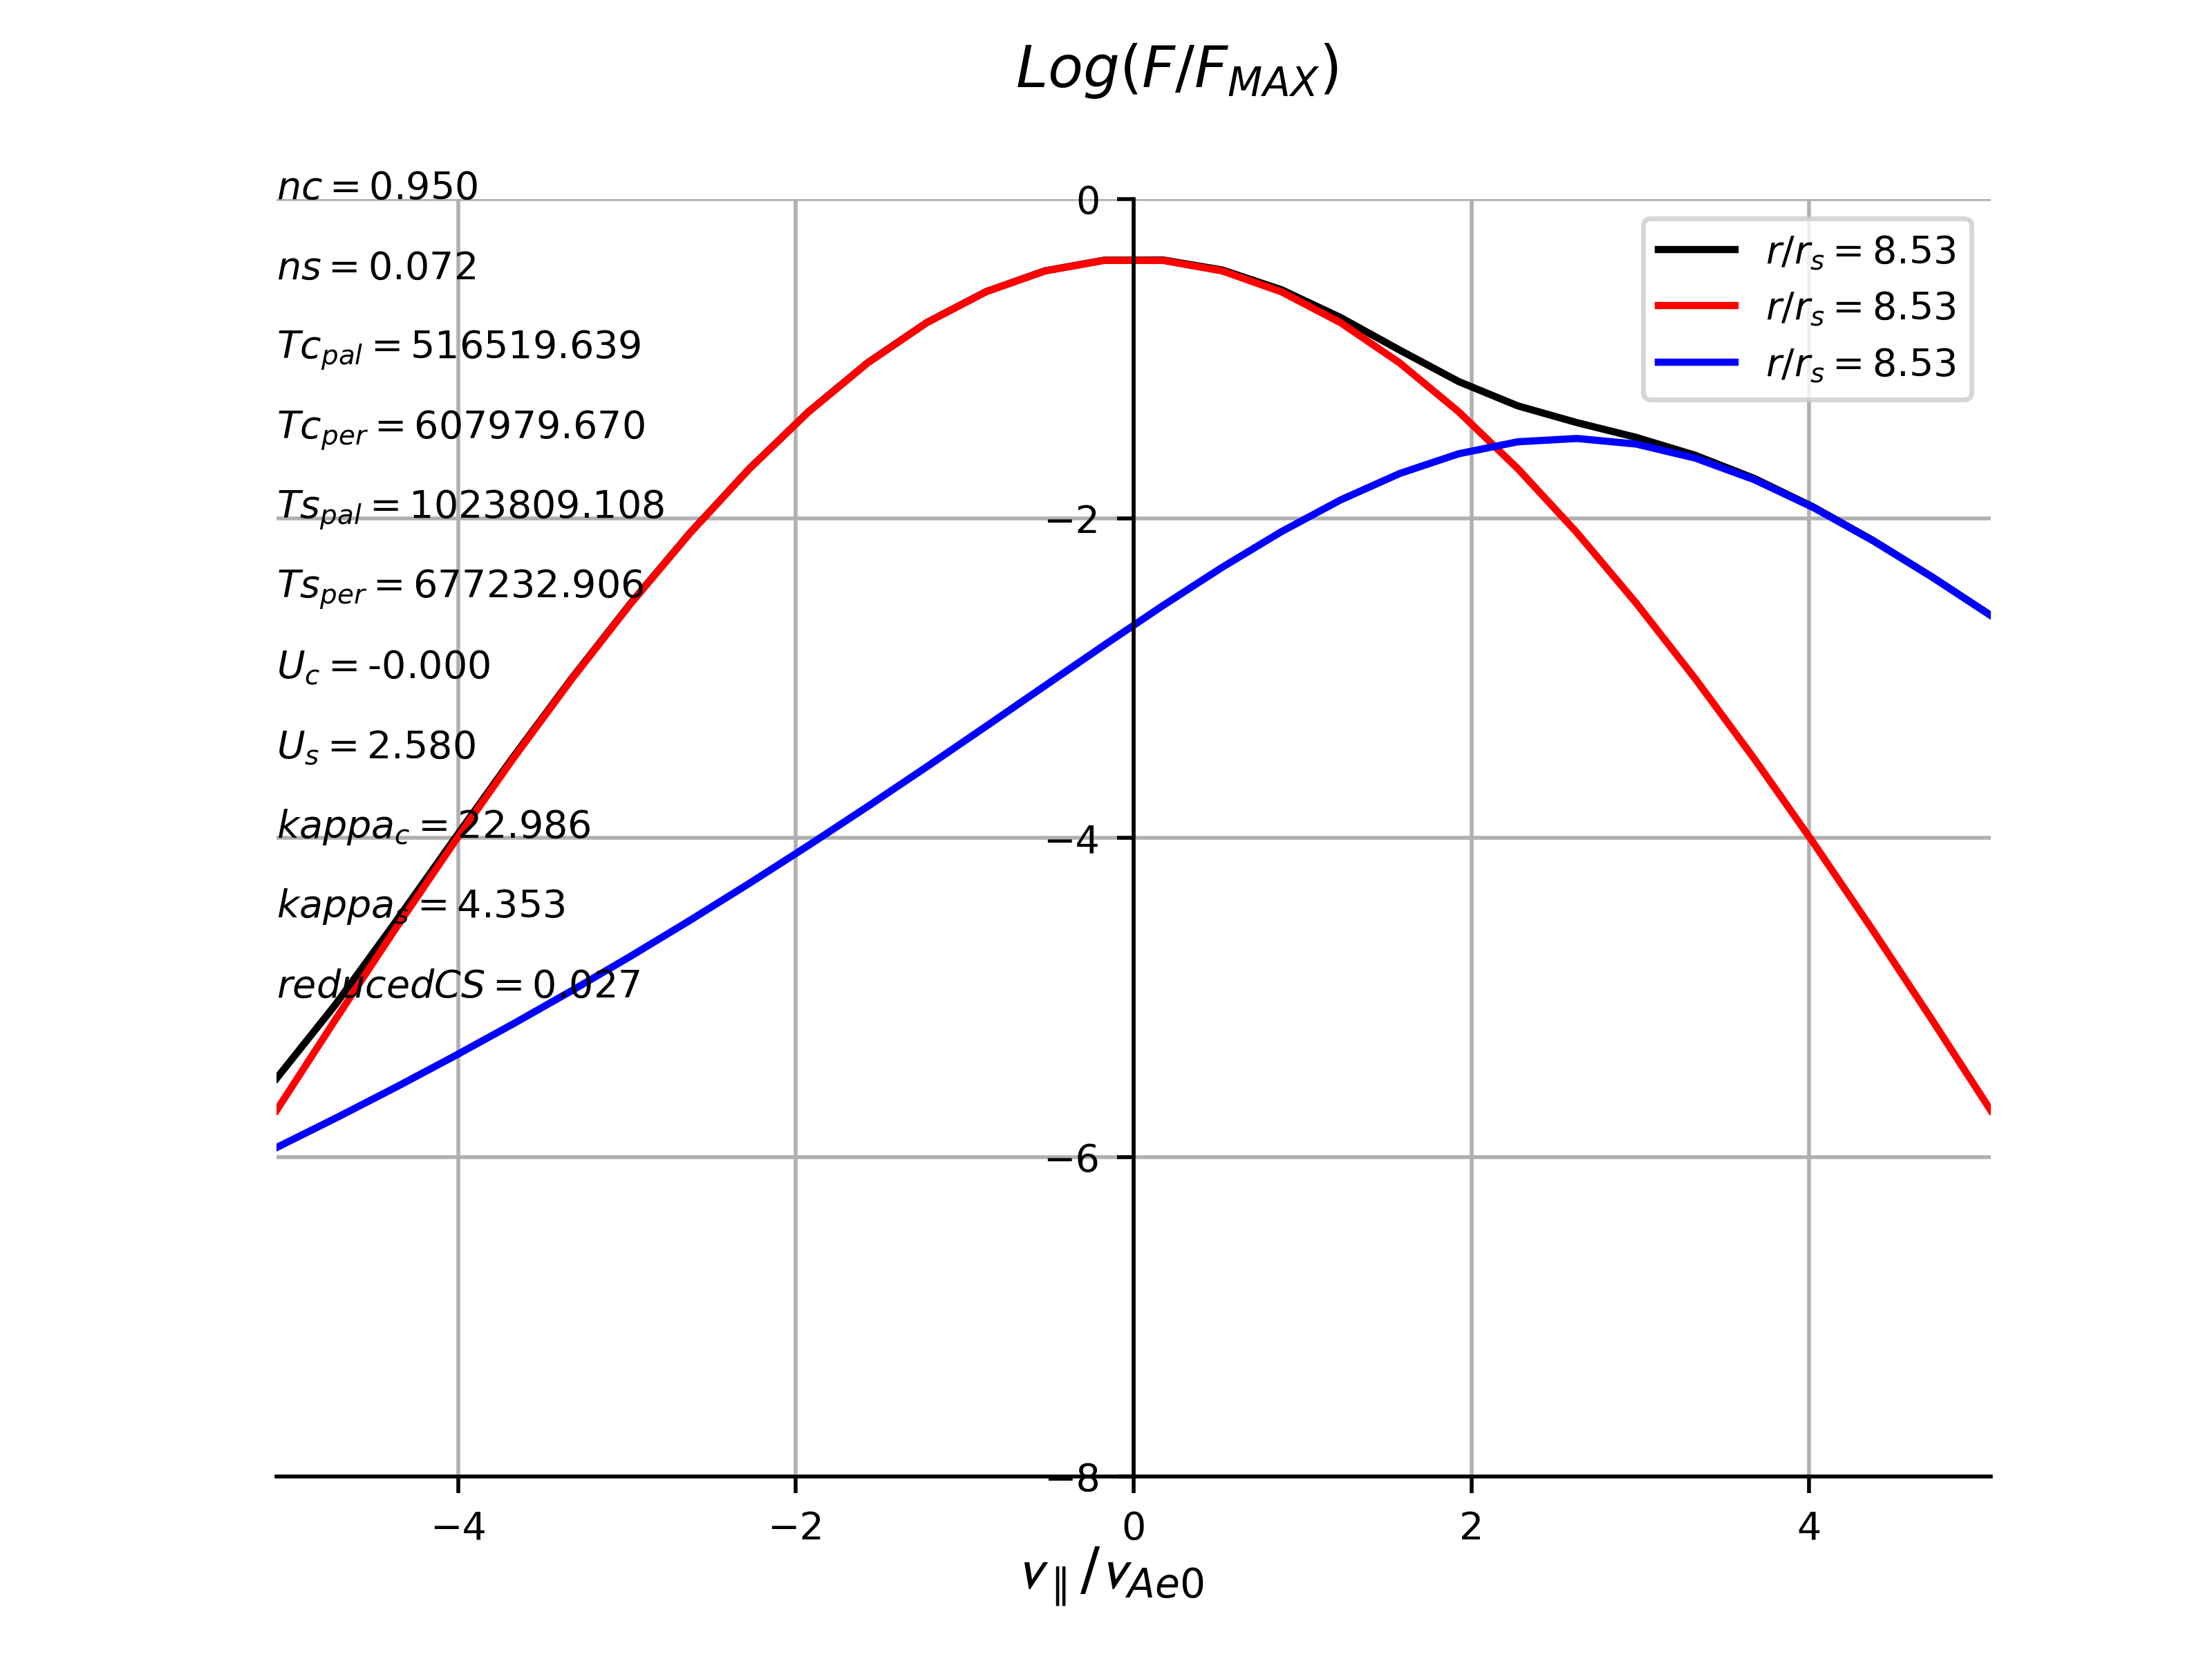 Log(F/F_MAX)
nc = 0.950
ns = 0.072
Tc_pal = 516519.639
Tc_per = 607979.670
Ts_pal = 1023809.108
Ts_per = 677232.906
U_c = -0.000
U_s = 2.580
kappa_c = 22.986
kappa_s = 4.353
reducedCS = 0.027
0
−2
−4
−6
−8
r/r_s = 8.53
r/r_s = 8.53
r/r_s = 8.53
−4 −2 0 2 4
v_∥/v_Ae0